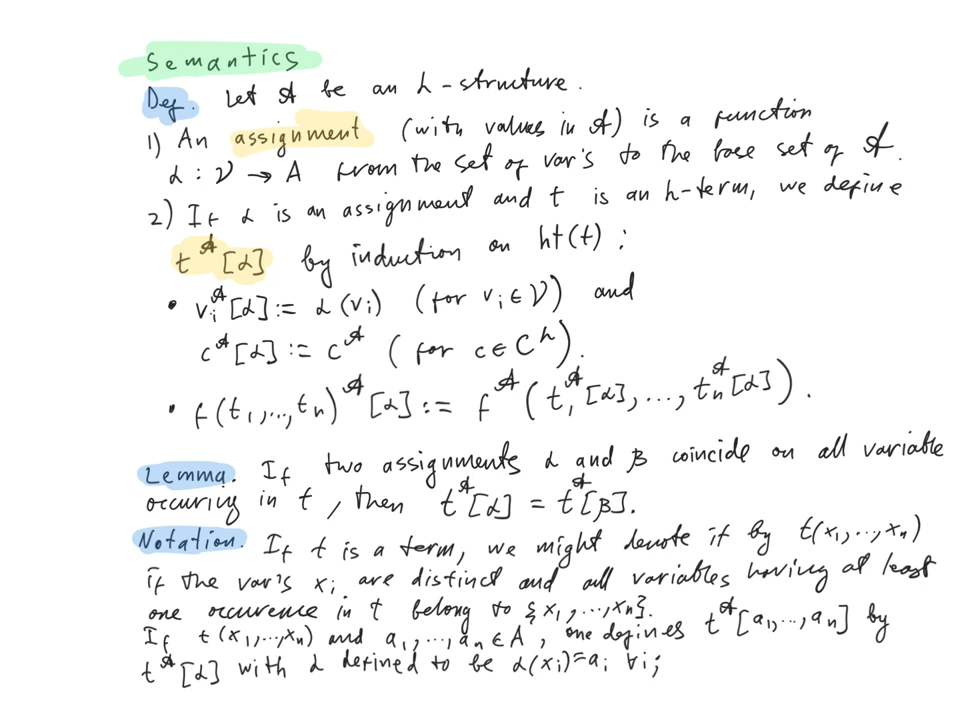 Semantics
Def. Let 𝒜 be an L-structure.
1) An assignment (with values in 𝒜) is a function
α : 𝒱 → A from the set of var's to the base set of 𝒜.
2) If α is an assignment and t is an L-term, we define
t^𝒜[α] by induction on ht(t) :
• v_i^𝒜[α] := α(v_i) (for v_i ∈ 𝒱) and
c^𝒜[α] := c^𝒜 (for c ∈ C^L).
• f(t_1,...,t_n)^𝒜[α] := f^𝒜(t_1^𝒜[α],...,t_n^𝒜[α]).
Lemma. If two assignments α and β coincide on all variable
occuring in t, then t^𝒜[α] = t^𝒜[β].
Notation. If t is a term, we might denote it by t(x_1,...,x_n)
if the var's x_i are distinct and all variables having at least
one occurence in t belong to {x_1,...,x_n}.
If t(x_1,...,x_n) and a_1,...,a_n ∈ A, one defines t^𝒜[a_1,...,a_n] by
t^𝒜[α] with α defined to be α(x_i)=a_i ∀i;